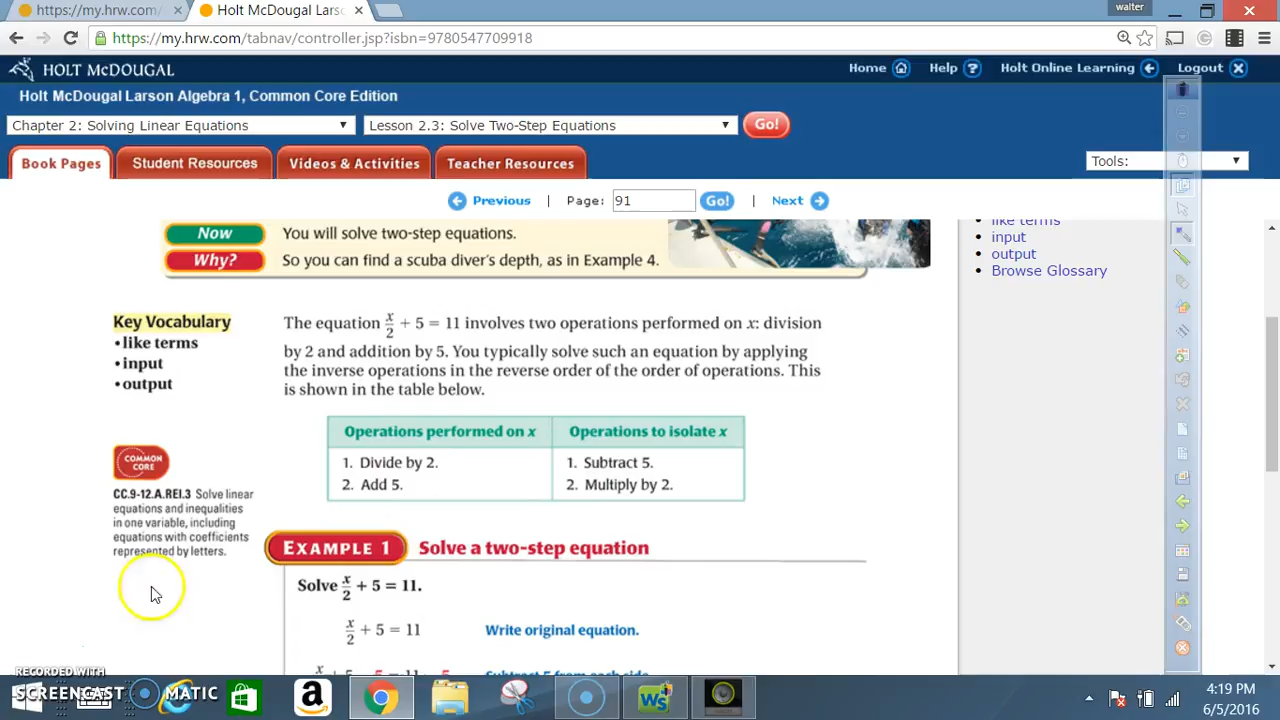 https://my.hrw.com/ ×
Holt McDougal Lars ×
walter
https://my.hrw.com/tabnav/controller.jsp?isbn=9780547709918
HOLT MCDOUGAL
Home
Help ?
Holt Online Learning
Logout
Holt McDougal Larson Algebra 1, Common Core Edition
Chapter 2: Solving Linear Equations
Lesson 2.3: Solve Two-Step Equations
Go!
Book Pages
Student Resources
Videos & Activities
Teacher Resources
Tools:
Previous | Page: 91 Go! | Next
like terms
• input
• output
• Browse Glossary
Now You will solve two-step equations.
Why? So you can find a scuba diver's depth, as in Example 4.
Key Vocabulary
• like terms
• input
• output
The equation x/2 + 5 = 11 involves two operations performed on x: division
by 2 and addition by 5. You typically solve such an equation by applying
the inverse operations in the reverse order of the order of operations. This
is shown in the table below.
Operations performed on x
Operations to isolate x
1. Divide by 2.
1. Subtract 5.
2. Add 5.
2. Multiply by 2.
COMMON
CORE
CC.9-12.A.REI.3 Solve linear
equations and inequalities
in one variable, including
equations with coefficients
represented by letters.
EXAMPLE 1 Solve a two-step equation
Solve x/2 + 5 = 11.
x/2 + 5 = 11 Write original equation.
x + 5 − 5 = 11 − 5 Subtract 5 from each side.
RECORDED WITH
SCREENCAST MATIC
a
WS
4:19 PM
6/5/2016